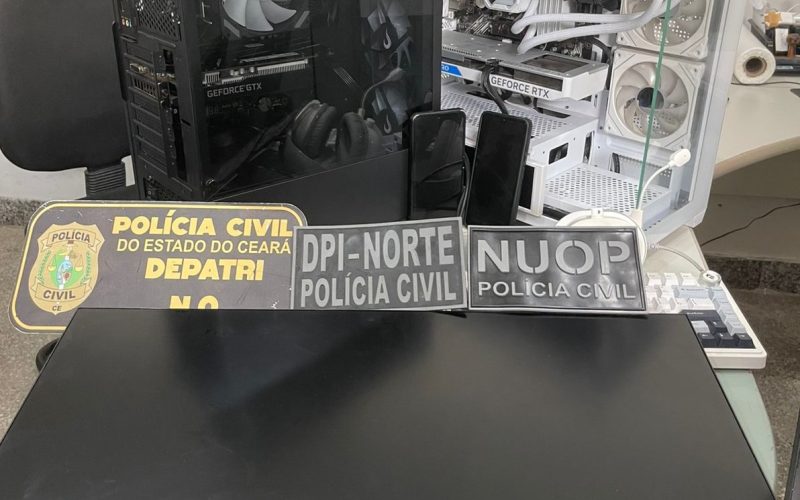 GEFORCE GTX
GEFORCE RTX
POLÍCIA CIVIL
DO ESTADO DO CEARÁ
DEPATRI
POLÍCIA
CIVIL
CE
DPI-NORTE
POLÍCIA CIVIL
NUOP
POLÍCIA CIVIL